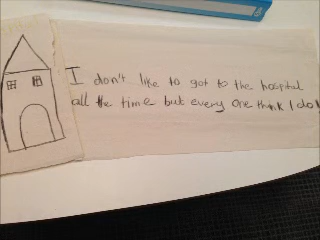 I don't like to got to the hospital
all the time but every one think I do!